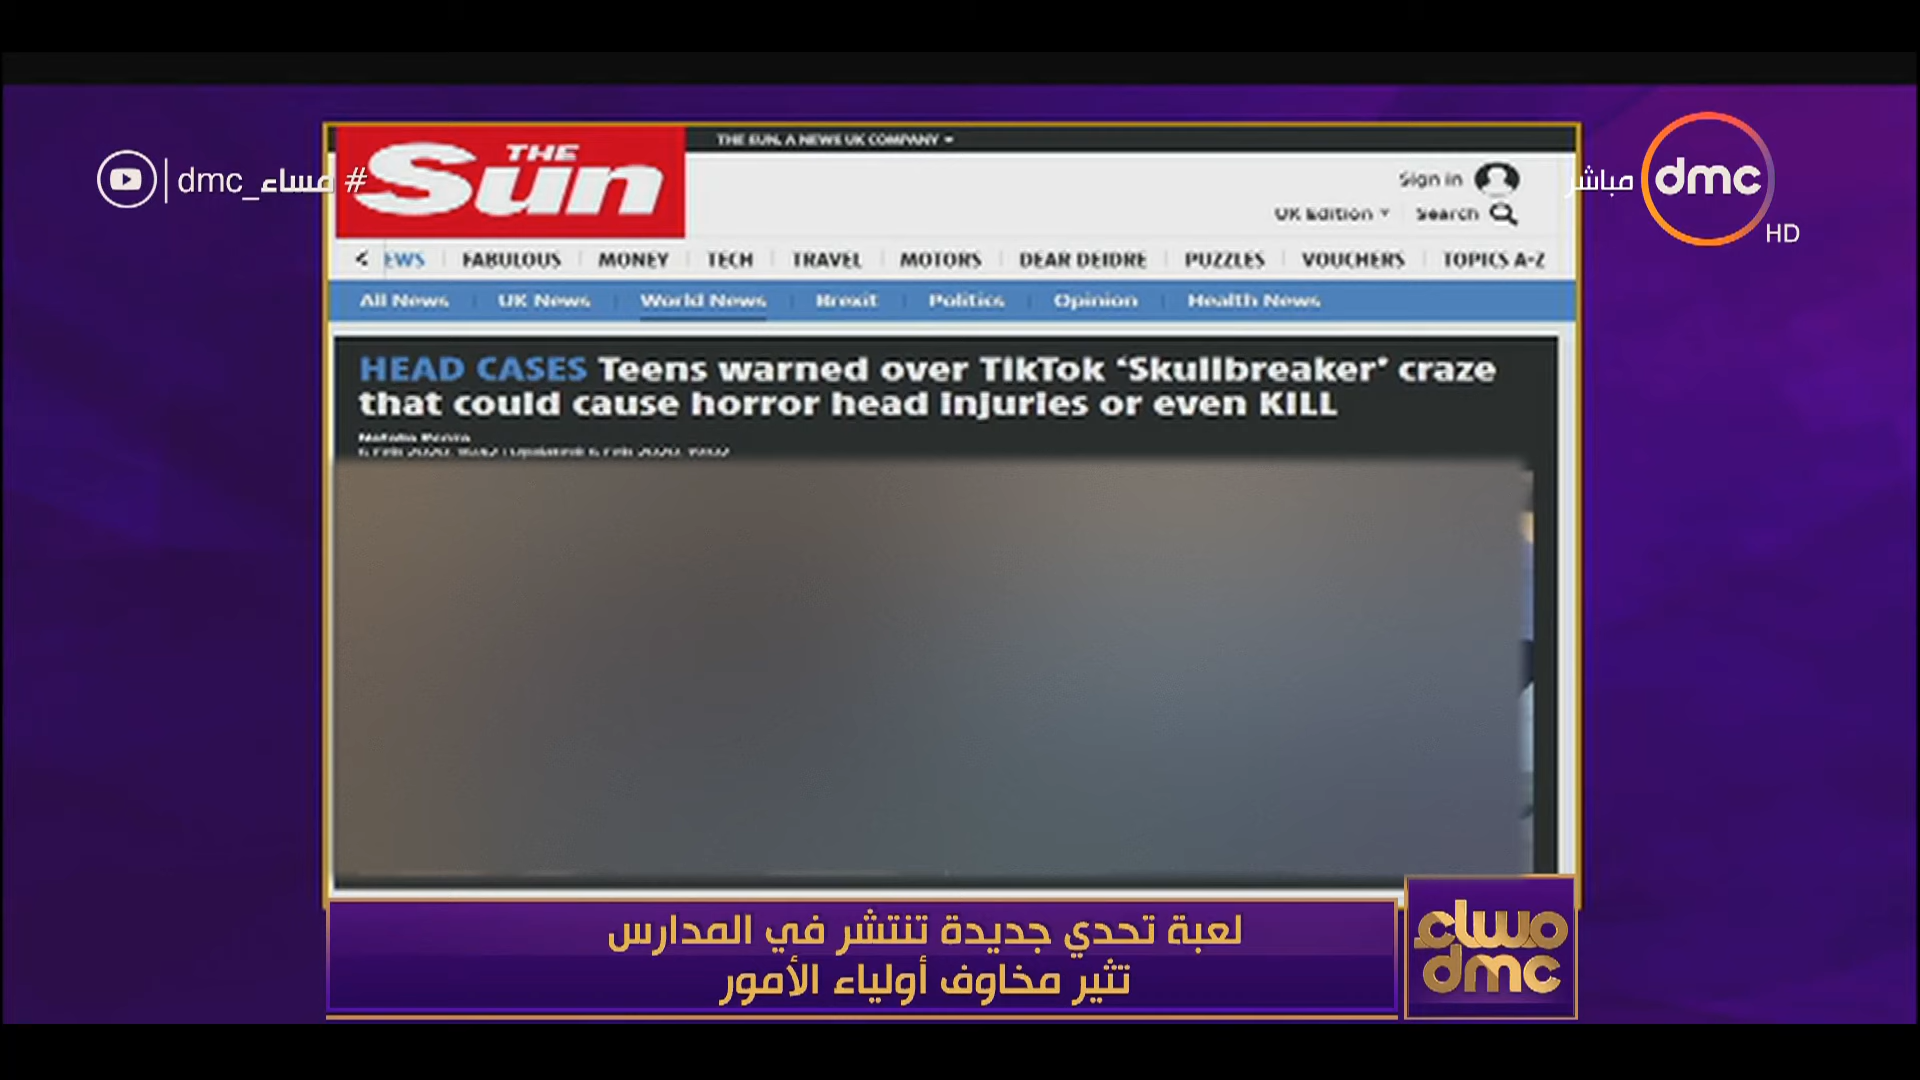 THE SUN, A NEWS UK COMPANY
THE Sun
#مساء_dmc
مباشر
dmc
HD
Sign in
UK Edition
Search
EWS FABULOUS MONEY TECH TRAVEL MOTORS DEAR DEIDRE PUZZLES VOUCHERS TOPICS A-Z
All News UK News World News Brexit Politics Opinion Health News
HEAD CASES Teens warned over TikTok ‘Skullbreaker’ craze
that could cause horror head injuries or even KILL
لعبة تحدي جديدة تنتشر في المدارس
تثير مخاوف أولياء الأمور
مساء
dmc